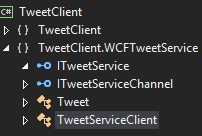 C# TweetClient
{ } TweetClient
{ } TweetClient.WCFTweetService
ITweetService
ITweetServiceChannel
Tweet
TweetServiceClient